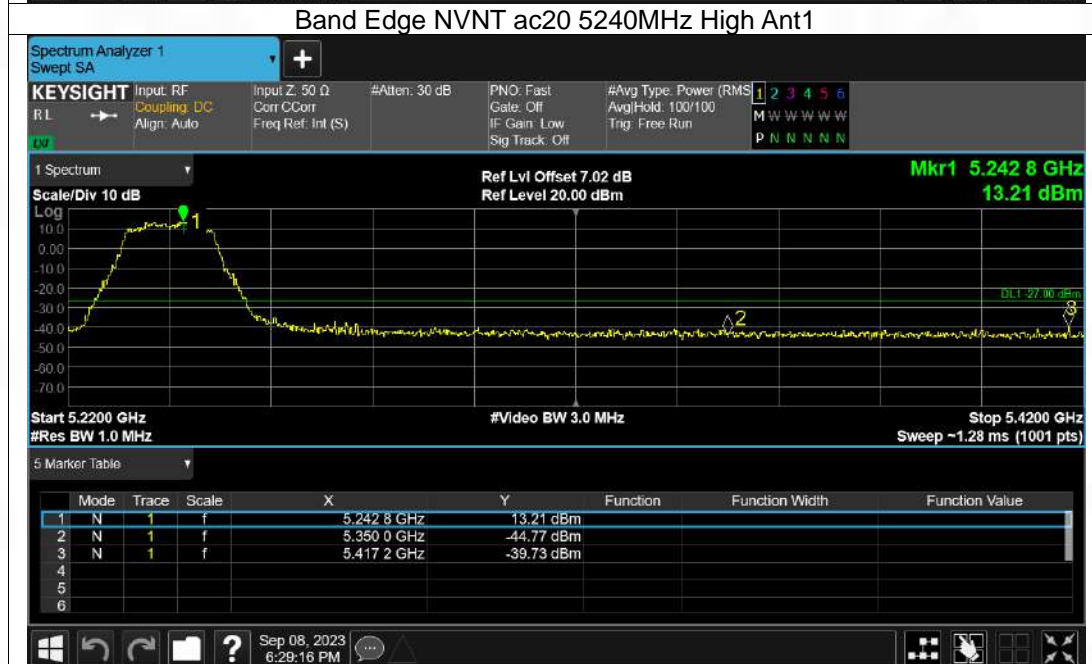 Band Edge NVNT ac20 5240MHz High Ant1
Spectrum Analyzer 1
Swept SA
+
KEYSIGHT Input: RF Input Z: 50 Ω #Atten: 30 dB PNO: Fast #Avg Type: Power (RMS 1 2 3 4 5 6
RL Coupling: DC Corr CCorr Gate: Off Avg|Hold: 100/100 M W W W W W
Align: Auto Freq Ref: Int (S) IF Gain: Low Trig: Free Run
Sig Track: Off P N N N N N
LXI
1 Spectrum Ref Lvl Offset 7.02 dB Mkr1 5.242 8 GHz
Scale/Div 10 dB Ref Level 20.00 dBm 13.21 dBm
Log
10.0 1
0.00
-10.0
-20.0 DL1 -27.00 dBm
-30.0 2 3
-40.0
-50.0
-60.0
-70.0
Start 5.2200 GHz #Video BW 3.0 MHz Stop 5.4200 GHz
#Res BW 1.0 MHz Sweep ~1.28 ms (1001 pts)
5 Marker Table
Mode Trace Scale X Y Function Function Width Function Value
1 N 1 f 5.242 8 GHz 13.21 dBm
2 N 1 f 5.350 0 GHz -44.77 dBm
3 N 1 f 5.417 2 GHz -39.73 dBm
4
5
6
? Sep 08, 2023
6:29:16 PM